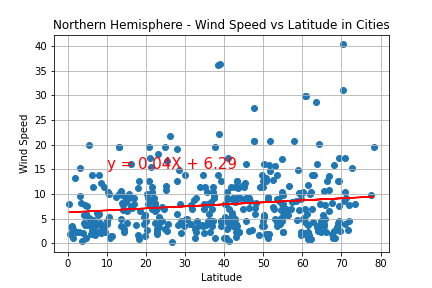 Northern Hemisphere - Wind Speed vs Latitude in Cities
40
35
30
25
20
15
10
5
0
Wind Speed
y = 0.04X + 6.29
0 10 20 30 40 50 60 70 80
Latitude